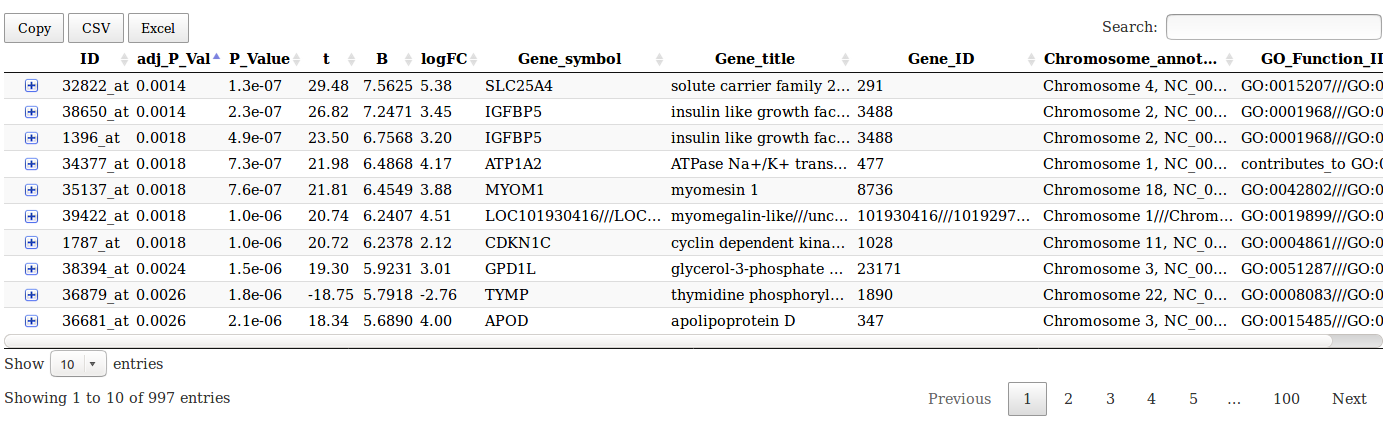 Copy CSV Excel Search:
ID adj_P_Val P_Value t B logFC Gene_symbol Gene_title Gene_ID Chromosome_annot... GO_Function_II
32822_at 0.0014 1.3e-07 29.48 7.5625 5.38 SLC25A4 solute carrier family 2... 291 Chromosome 4, NC_00... GO:0015207///GO:0
38650_at 0.0014 2.3e-07 26.82 7.2471 3.45 IGFBP5 insulin like growth fac... 3488 Chromosome 2, NC_00... GO:0001968///GO:0
1396_at 0.0018 4.9e-07 23.50 6.7568 3.20 IGFBP5 insulin like growth fac... 3488 Chromosome 2, NC_00... GO:0001968///GO:0
34377_at 0.0018 7.3e-07 21.98 6.4868 4.17 ATP1A2 ATPase Na+/K+ trans... 477 Chromosome 1, NC_00... contributes_to GO:0
35137_at 0.0018 7.6e-07 21.81 6.4549 3.88 MYOM1 myomesin 1 8736 Chromosome 18, NC_0... GO:0042802///GO:0
39422_at 0.0018 1.0e-06 20.74 6.2407 4.51 LOC101930416///LOC... myomegalin-like///unc... 101930416///1019297... Chromosome 1///Chrom... GO:0019899///GO:0
1787_at 0.0018 1.0e-06 20.72 6.2378 2.12 CDKN1C cyclin dependent kina... 1028 Chromosome 11, NC_0... GO:0004861///GO:0
38394_at 0.0024 1.5e-06 19.30 5.9231 3.01 GPD1L glycerol-3-phosphate ... 23171 Chromosome 3, NC_00... GO:0051287///GO:0
36879_at 0.0026 1.8e-06 -18.75 5.7918 -2.76 TYMP thymidine phosphoryl... 1890 Chromosome 22, NC_0... GO:0008083///GO:0
36681_at 0.0026 2.1e-06 18.34 5.6890 4.00 APOD apolipoprotein D 347 Chromosome 3, NC_00... GO:0015485///GO:0
Show 10 entries
Showing 1 to 10 of 997 entries Previous 1 2 3 4 5 ... 100 Next